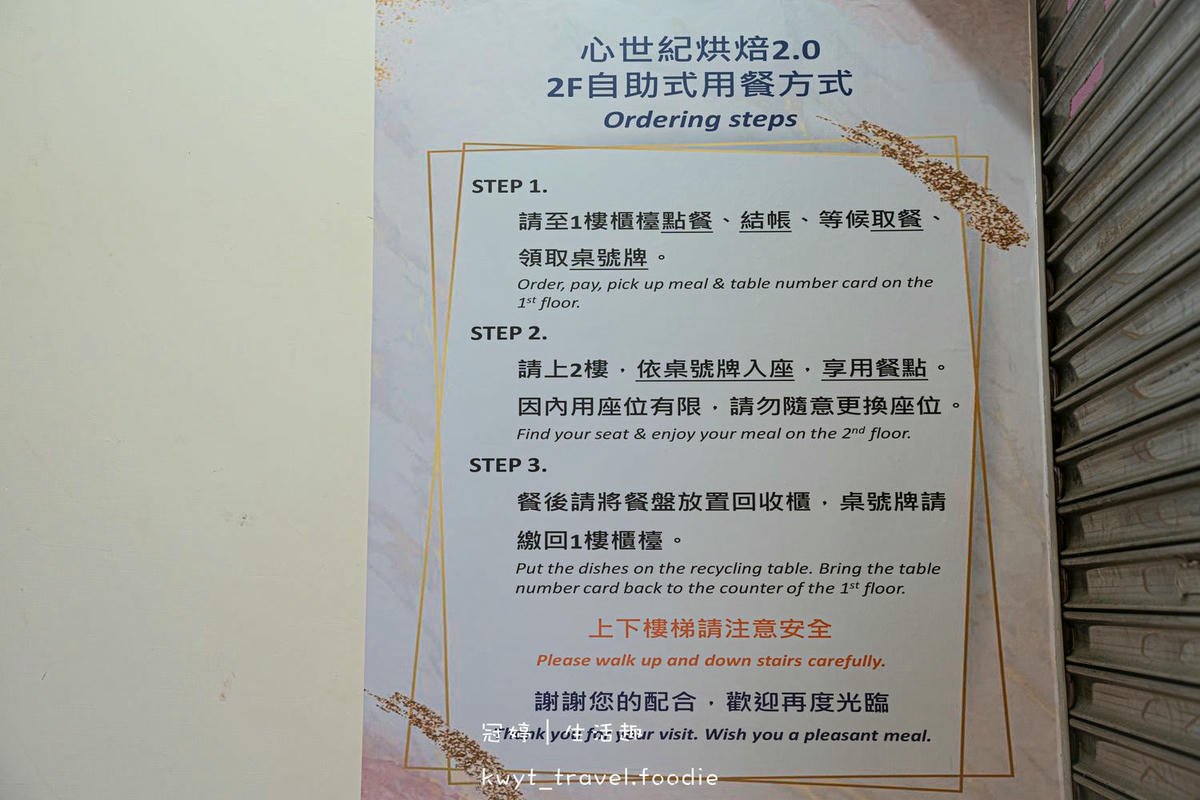 心世紀烘焙2.0
2F自助式用餐方式
Ordering steps
STEP 1.
請至1樓櫃檯點餐、結帳、等候取餐、
領取桌號牌。
Order, pay, pick up meal & table number card on the
1st floor.
STEP 2.
請上2樓，依桌號牌入座，享用餐點。
因內用座位有限，請勿隨意更換座位。
Find your seat & enjoy your meal on the 2nd floor.
STEP 3.
餐後請將餐盤放置回收櫃，桌號牌請
繳回1樓櫃檯。
Put the dishes on the recycling table. Bring the table
number card back to the counter of the 1st floor.
上下樓梯請注意安全
Please walk up and down stairs carefully.
謝謝您的配合，歡迎再度光臨
Thank you for your visit. Wish you a pleasant meal.
冠婷│生活趣
kwyt_travel.foodie